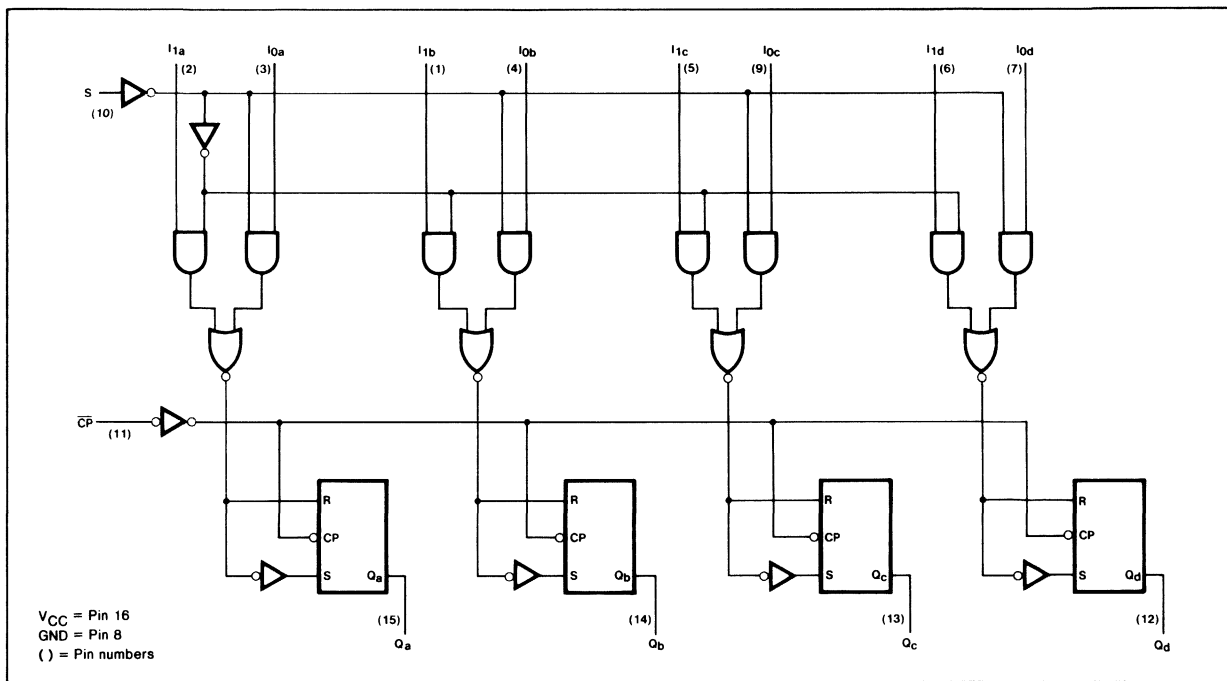 I1a I0a I1b I0b I1c I0c I1d I0d
(2) (3) (1) (4) (5) (9) (6) (7)
S
(10)
CP
(11)
R R R R
CP CP CP CP
S Qa S Qb S Qc S Qd
(15) (14) (13) (12)
Qa Qb Qc Qd
VCC = Pin 16
GND = Pin 8
( ) = Pin numbers